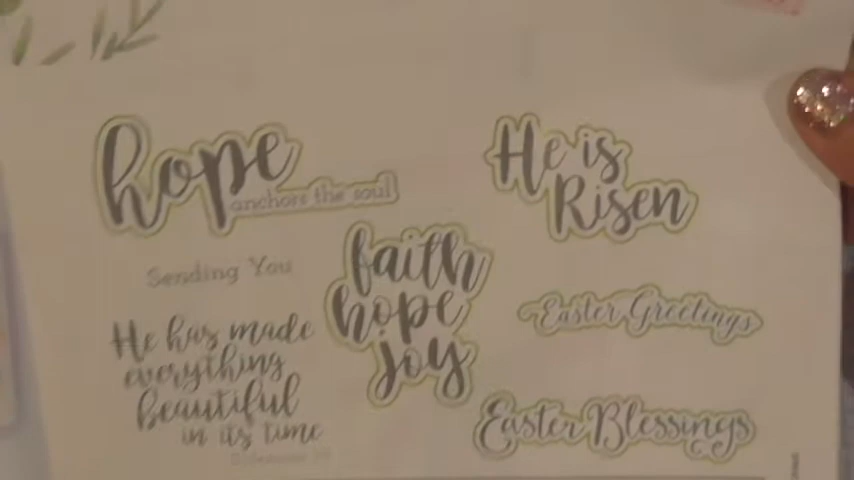 hope
anchors the soul
He is
Risen
Sending You
faith
hope
joy
He has made
everything
beautiful
in its time
Easter Greetings
Easter Blessings